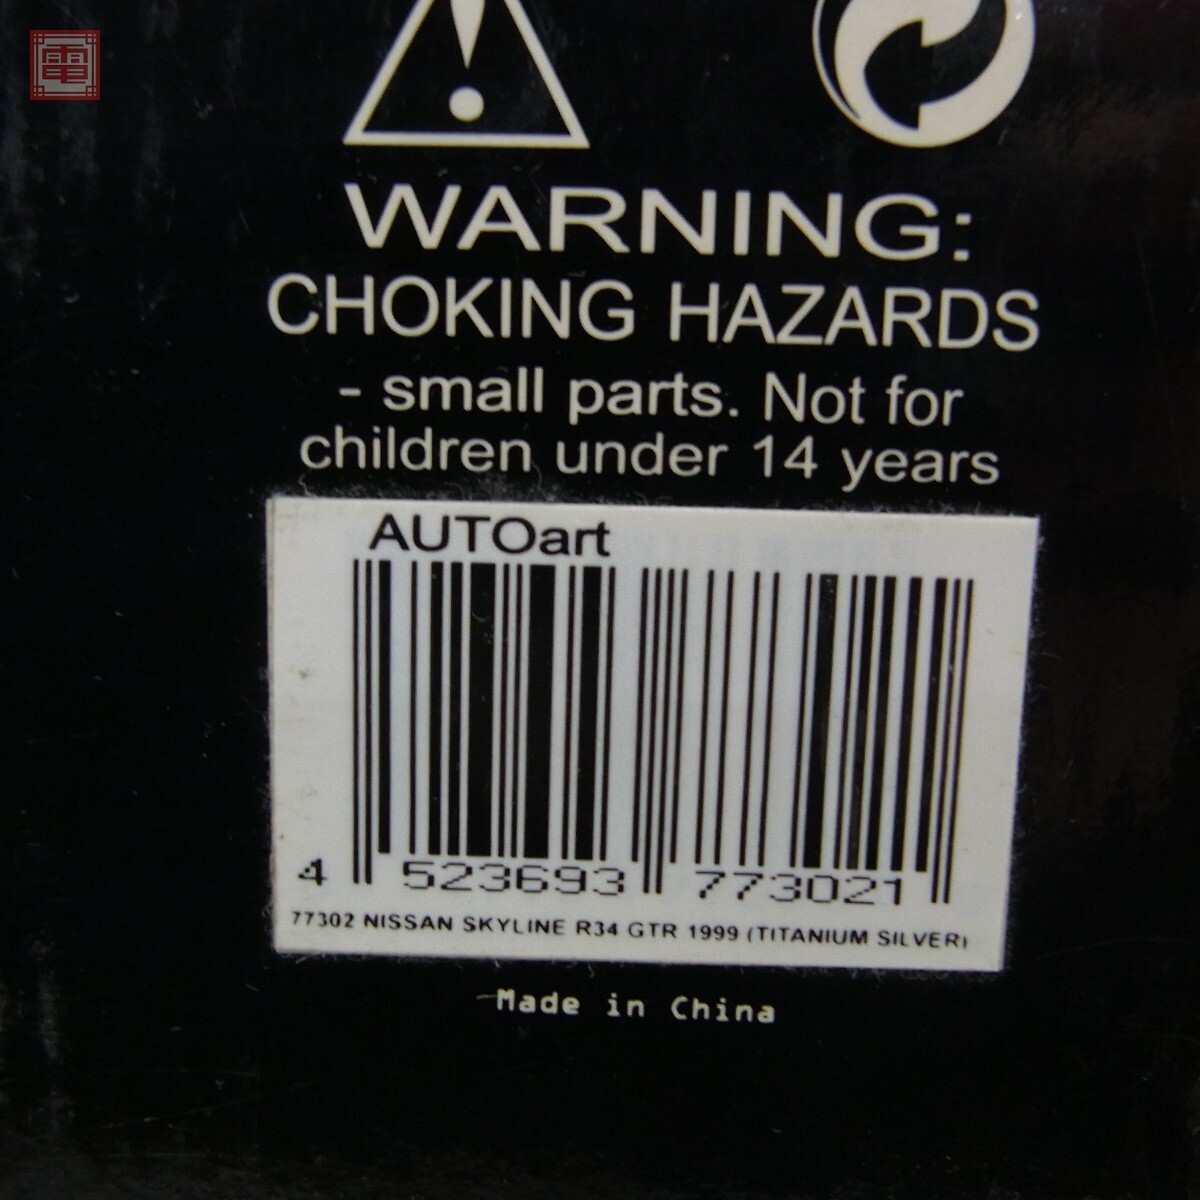 電
WARNING:
CHOKING HAZARDS
- small parts. Not for
children under 14 years
AUTOart
4 523693 773021
77302 NISSAN SKYLINE R34 GTR 1999 (TITANIUM SILVER)
Made in China